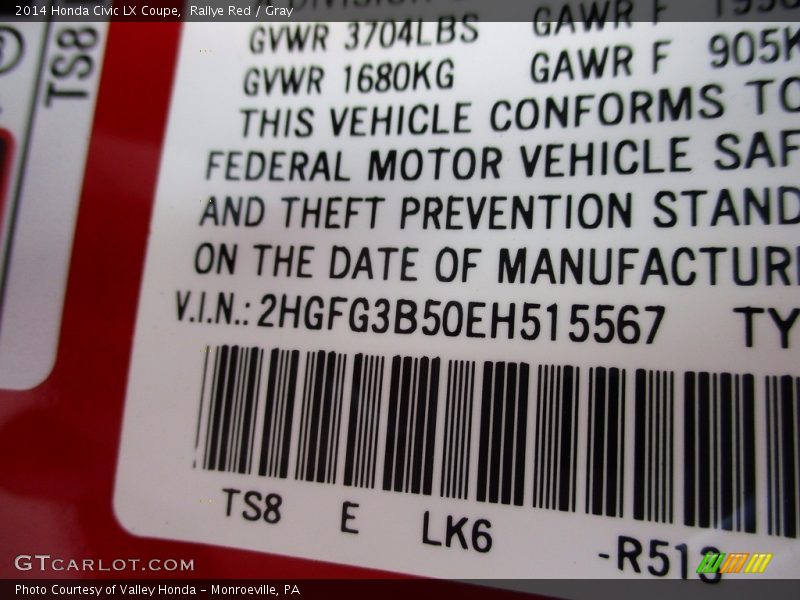 2014 Honda Civic LX Coupe, Rallye Red / Gray
TS8
GVWR 3704LBS GAWR F
GVWR 1680KG GAWR F 905K
THIS VEHICLE CONFORMS TO
FEDERAL MOTOR VEHICLE SAF
AND THEFT PREVENTION STAND
ON THE DATE OF MANUFACTURE
V.I.N.: 2HGFG3B50EH515567 TY
TS8 E LK6
-R513
GTCARLOT.COM
Photo Courtesy of Valley Honda - Monroeville, PA